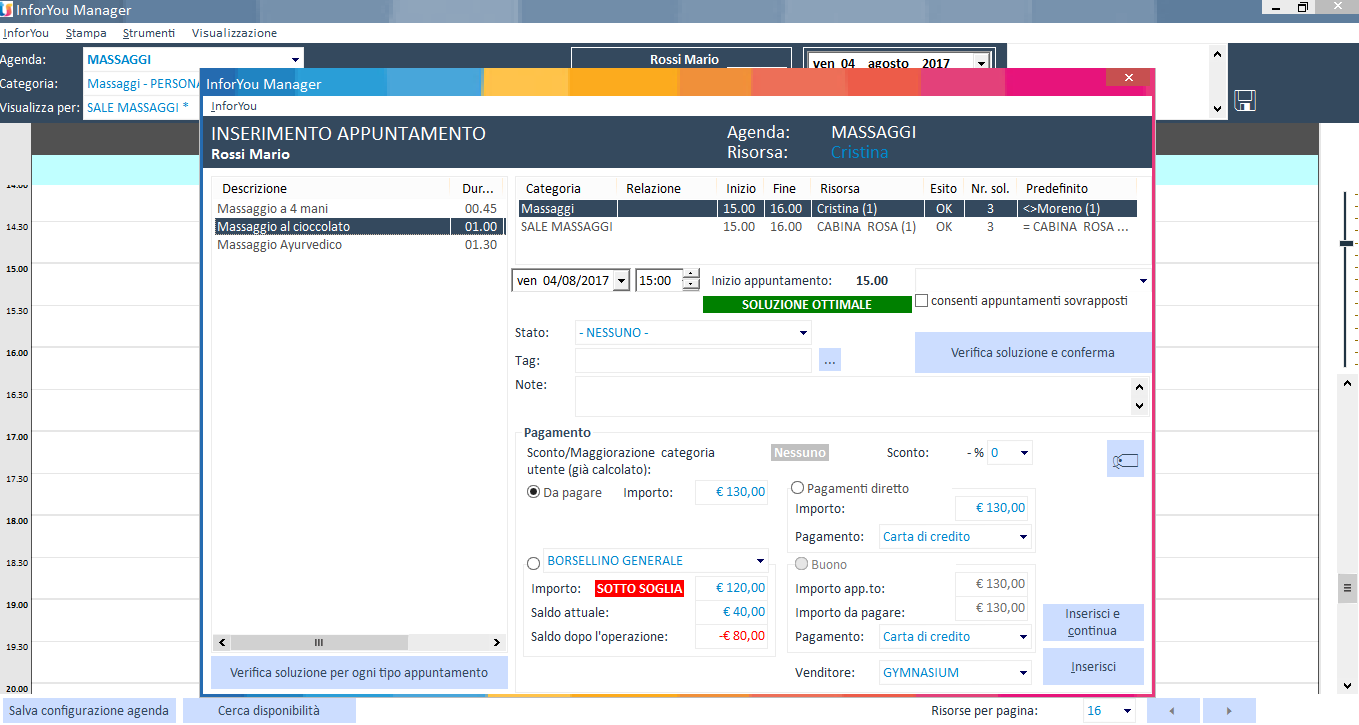 InforYou Manager
InforYou Stampa Strumenti Visualizzazione
Agenda: MASSAGGI
Rossi Mario
ven 04 agosto 2017
Categoria: Massaggi - PERSONA
Visualizza per: SALE MASSAGGI *
InforYou Manager
InforYou
INSERIMENTO APPUNTAMENTO
Rossi Mario
Agenda: MASSAGGI
Risorsa: Cristina
Descrizione Dur...
Massaggio a 4 mani 00.45
Massaggio al cioccolato 01.00
Massaggio Ayurvedico 01.30
Categoria Relazione Inizio Fine Risorsa Esito Nr. sol. Predefinito
Massaggi 15.00 16.00 Cristina (1) OK 3 <>Moreno (1)
SALE MASSAGGI 15.00 16.00 CABINA ROSA (1) OK 3 = CABINA ROSA ...
ven 04/08/2017 15:00 Inizio appuntamento: 15.00
SOLUZIONE OTTIMALE
consenti appuntamenti sovrapposti
Stato: - NESSUNO -
Tag: ...
Verifica soluzione e conferma
Note:
Pagamento
Sconto/Maggiorazione categoria
utente (già calcolato):
Nessuno
Sconto: - % 0
Da pagare Importo: € 130,00
Pagamenti diretto
Importo: € 130,00
Pagamento: Carta di credito
BORSELLINO GENERALE
Importo: SOTTO SOGLIA € 120,00
Saldo attuale: € 40,00
Saldo dopo l'operazione: -€ 80,00
Buono
Importo app.to: € 130,00
Importo da pagare: € 130,00
Pagamento: Carta di credito
Venditore: GYMNASIUM
Inserisci e
continua
Inserisci
Verifica soluzione per ogni tipo appuntamento
14.00
14.30
15.00
15.30
16.00
16.30
17.00
17.30
18.00
18.30
19.00
19.30
20.00
Salva configurazione agenda
Cerca disponibilità
Risorse per pagina: 16